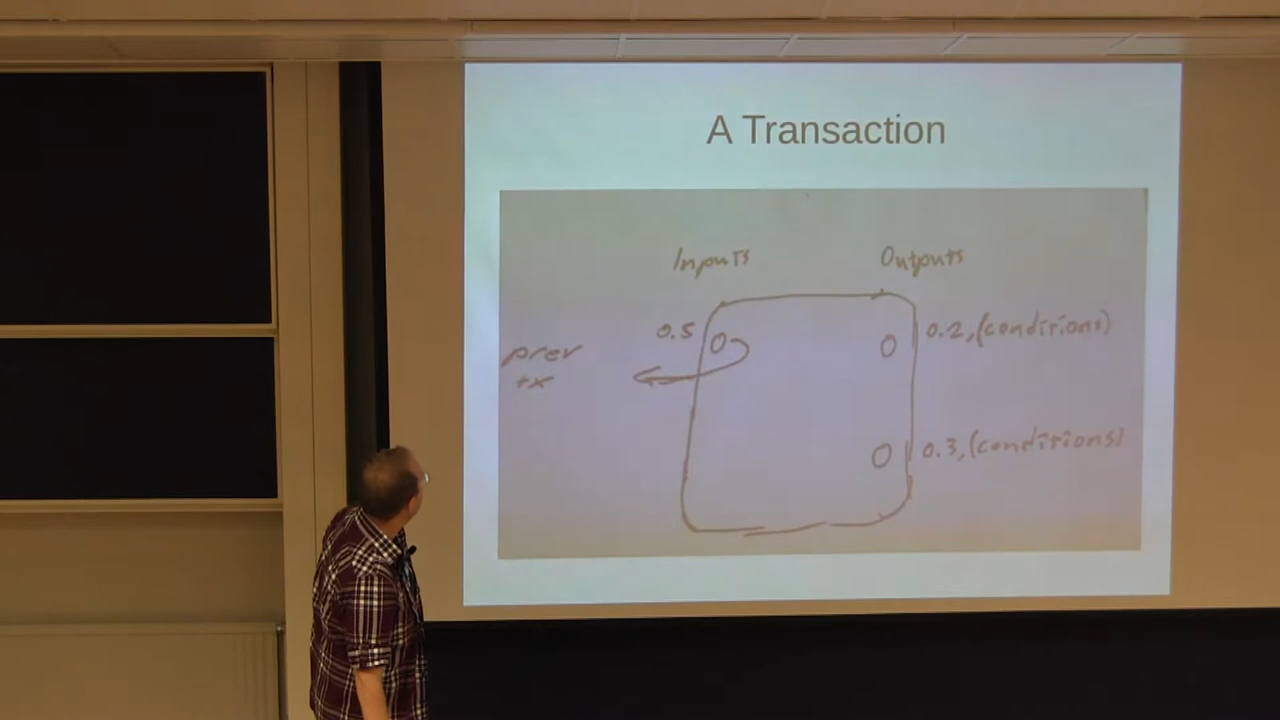 A Transaction
Inputs
Outputs
0.5
0
0
0.2, (conditions)
prev
tx
0
0.3, (conditions)